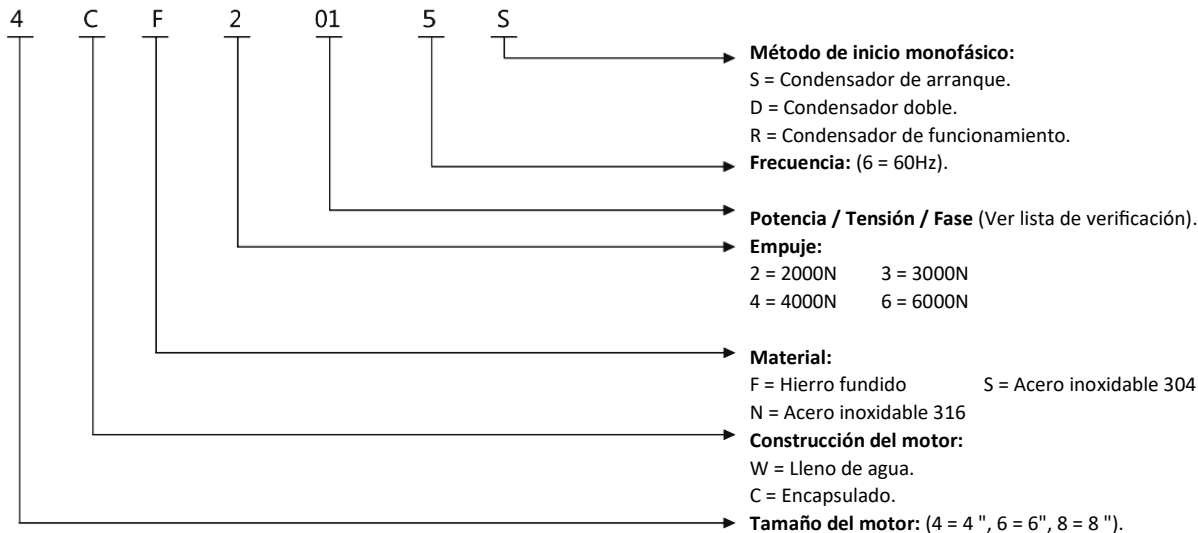 4 C F 2 01 5 S
Método de inicio monofásico:
S = Condensador de arranque.
D = Condensador doble.
R = Condensador de funcionamiento.
Frecuencia: (6 = 60Hz).
Potencia / Tensión / Fase (Ver lista de verificación).
Empuje:
2 = 2000N 3 = 3000N
4 = 4000N 6 = 6000N
Material:
F = Hierro fundido S = Acero inoxidable 304
N = Acero inoxidable 316
Construcción del motor:
W = Lleno de agua.
C = Encapsulado.
Tamaño del motor: (4 = 4 ", 6 = 6", 8 = 8 ").